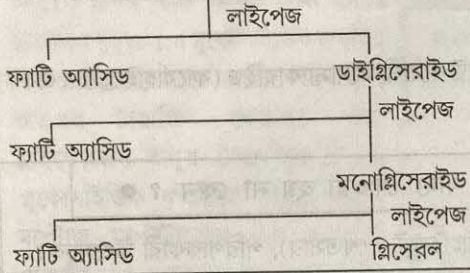 লাইপেজ
ফ্যাটি অ্যাসিড ডাইগ্লিসেরাইড
লাইপেজ
ফ্যাটি অ্যাসিড
মনোগ্লিসেরাইড
লাইপেজ
ফ্যাটি অ্যাসিড গ্লিসেরল